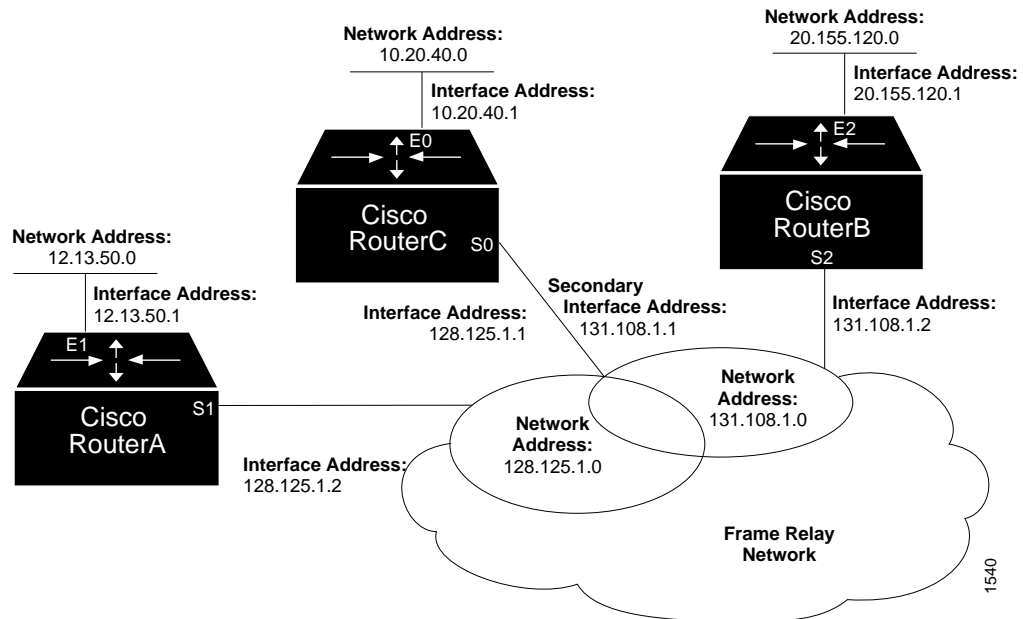 Network Address:
10.20.40.0
Interface Address:
10.20.40.1
E0
Cisco
RouterC
S0
Network Address:
20.155.120.0
Interface Address:
20.155.120.1
E2
Cisco
RouterB
S2
Network Address:
12.13.50.0
Interface Address:
12.13.50.1
E1
Cisco
RouterA
S1
Interface Address:
128.125.1.1
Secondary
Interface Address:
131.108.1.1
Interface Address:
131.108.1.2
Interface Address:
128.125.1.2
Network
Address:
128.125.1.0
Network
Address:
131.108.1.0
Frame Relay
Network
1540